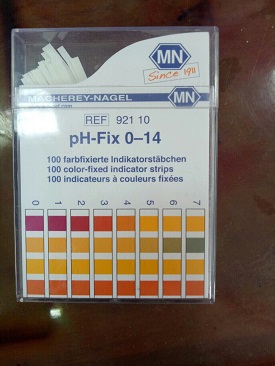 MN
Since 1911
MACHEREY-NAGEL
MN
REF 921 10
pH-Fix 0–14
100 farbfixierte Indikatorstäbchen
100 color-fixed indicator strips
100 indicateurs à couleurs fixées
0 1 2 3 4 5 6 7